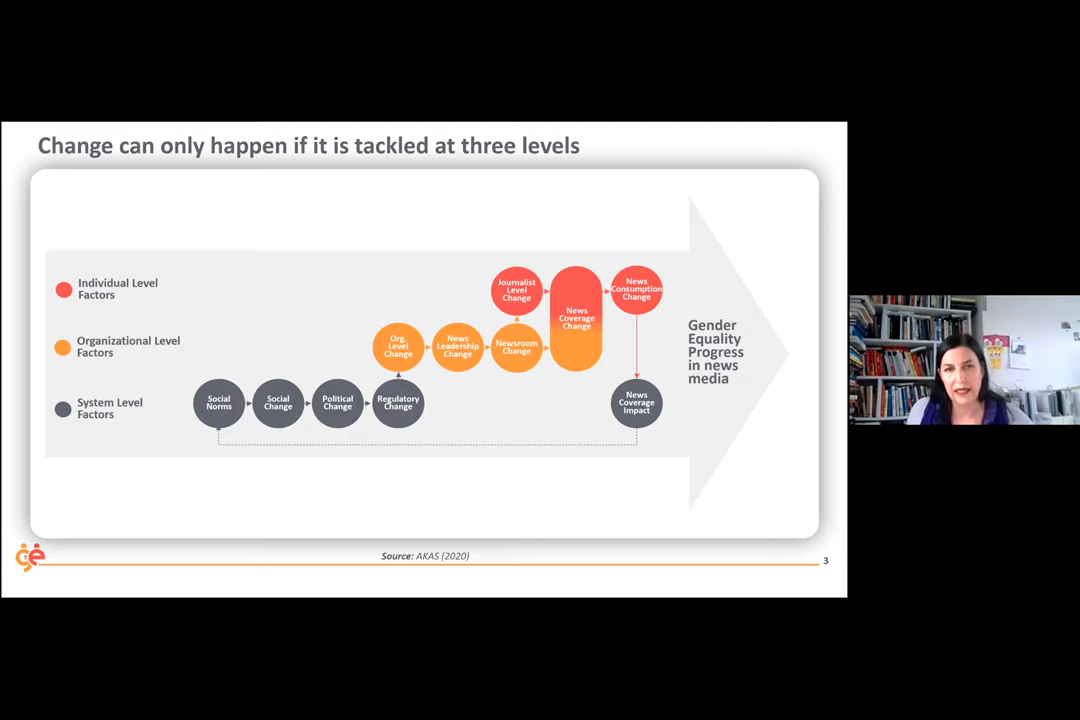 Change can only happen if it is tackled at three levels
Individual Level
Factors
Organizational Level
Factors
System Level
Factors
Journalist
Level
Change
News
Coverage
Change
News
Consumption
Change
Org.
Level
Change
News
Leadership
Change
Newsroom
Change
Social
Norms
Social
Change
Political
Change
Regulatory
Change
News
Coverage
Impact
Gender
Equality
Progress
in news
media
Source: AKAS (2020)
3